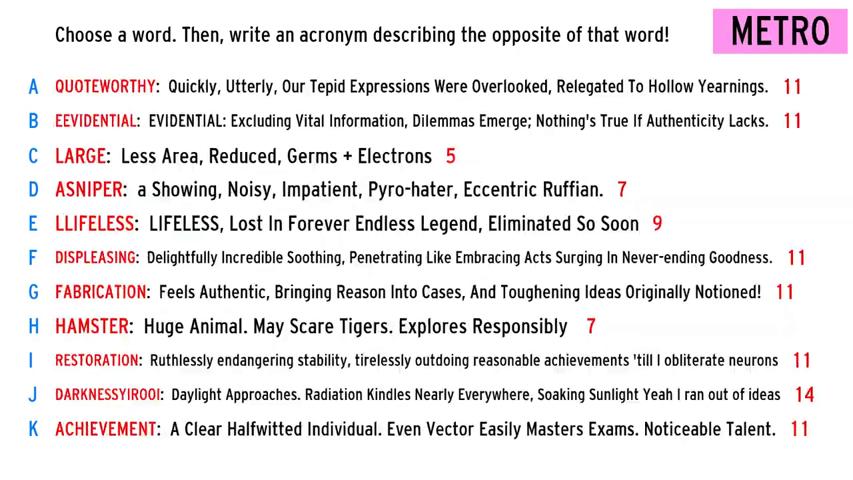 Choose a word. Then, write an acronym describing the opposite of that word!
METRO
A QUOTEWORTHY: Quickly, Utterly, Our Tepid Expressions Were Overlooked, Relegated To Hollow Yearnings. 11
B EEVIDENTIAL: EVIDENTIAL: Excluding Vital Information, Dilemmas Emerge; Nothing's True If Authenticity Lacks. 11
C LARGE: Less Area, Reduced, Germs + Electrons 5
D ASNIPER: a Showing, Noisy, Impatient, Pyro-hater, Eccentric Ruffian. 7
E LLIFELESS: LIFELESS, Lost In Forever Endless Legend, Eliminated So Soon 9
F DISPLEASING: Delightfully Incredible Soothing, Penetrating Like Embracing Acts Surging In Never-ending Goodness. 11
G FABRICATION: Feels Authentic, Bringing Reason Into Cases, And Toughening Ideas Originally Notioned! 11
H HAMSTER: Huge Animal. May Scare Tigers. Explores Responsibly 7
I RESTORATION: Ruthlessly endangering stability, tirelessly outdoing reasonable achievements 'till I obliterate neurons 11
J DARKNESSYIROOI: Daylight Approaches. Radiation Kindles Nearly Everywhere, Soaking Sunlight Yeah I ran out of ideas 14
K ACHIEVEMENT: A Clear Halfwitted Individual. Even Vector Easily Masters Exams. Noticeable Talent. 11